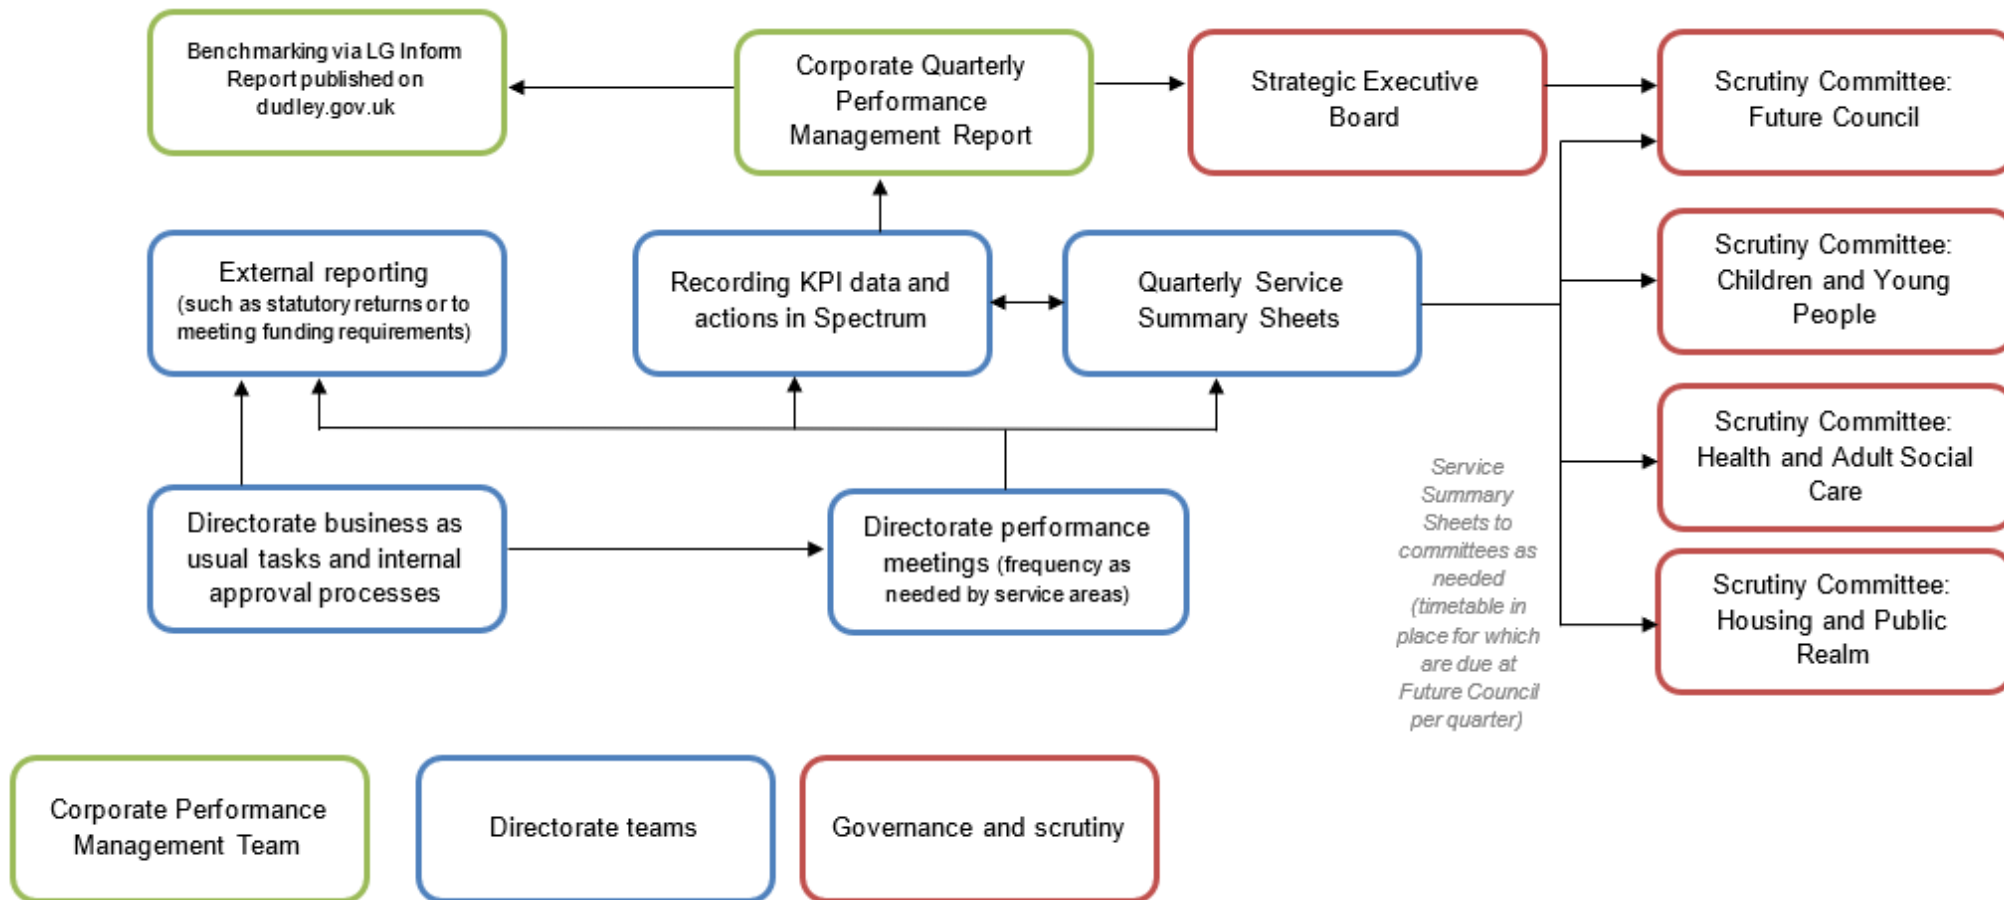 Benchmarking via LG Inform
Report published on
dudley.gov.uk
Corporate Quarterly
Performance
Management Report
Strategic Executive
Board
Scrutiny Committee:
Future Council
External reporting
(such as statutory returns or to
meeting funding requirements)
Recording KPI data and
actions in Spectrum
Quarterly Service
Summary Sheets
Scrutiny Committee:
Children and Young
People
Directorate business as
usual tasks and internal
approval processes
Directorate performance
meetings (frequency as
needed by service areas)
Service
Summary
Sheets to
committees as
needed
(timetable in
place for which
are due at
Future Council
per quarter)
Scrutiny Committee:
Health and Adult Social
Care
Scrutiny Committee:
Housing and Public
Realm
Corporate Performance
Management Team
Directorate teams
Governance and scrutiny